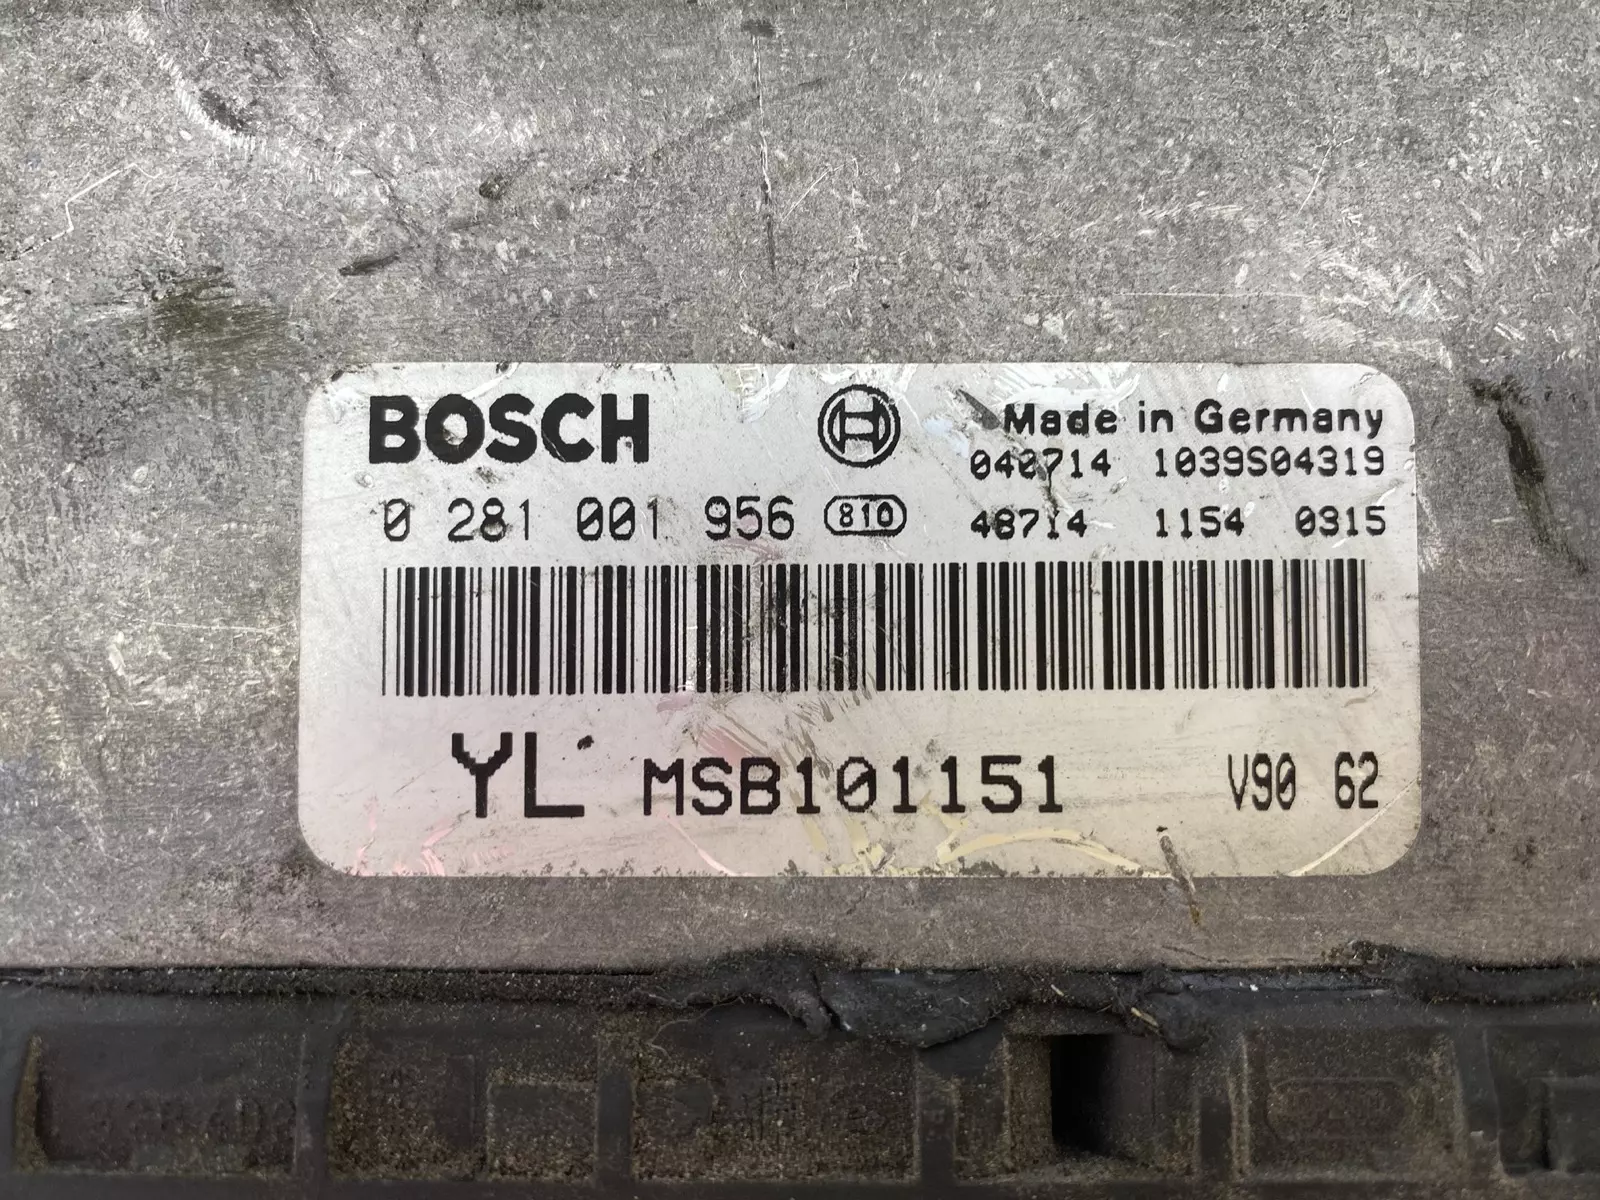 BOSCH
Made in Germany
040714 1039S04319
0 281 001 956 810 48714 1154 0315
YL MSB101151 V90 62